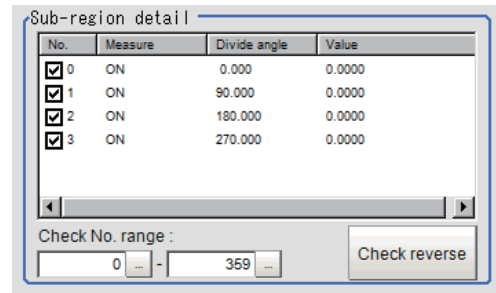 Sub-region detail
No. Measure Divide angle Value
0 ON 0.000 0.0000
1 ON 90.000 0.0000
2 ON 180.000 0.0000
3 ON 270.000 0.0000
Check No. range :
0 ... - 359 ... Check reverse